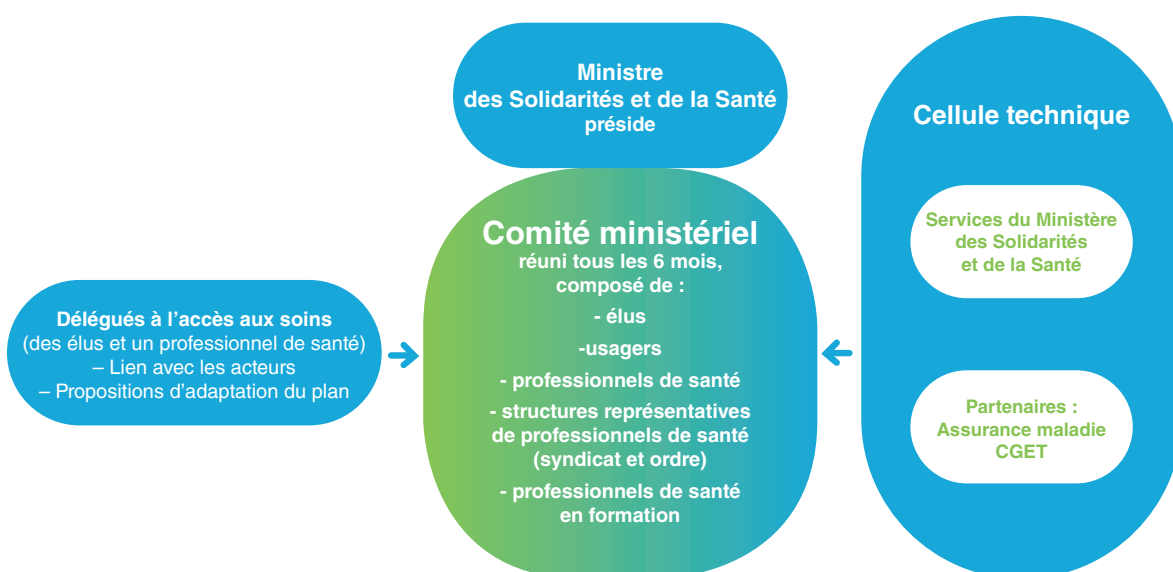 Ministre
des Solidarités et de la Santé
préside
Comité ministériel
réuni tous les 6 mois,
composé de :
- élus
-usagers
- professionnels de santé
- structures représentatives
de professionnels de santé
(syndicat et ordre)
- professionnels de santé
en formation
Délégués à l’accès aux soins
(des élus et un professionnel de santé)
– Lien avec les acteurs
– Propositions d’adaptation du plan
Cellule technique
Services du Ministère
des Solidarités
et de la Santé
Partenaires :
Assurance maladie
CGET